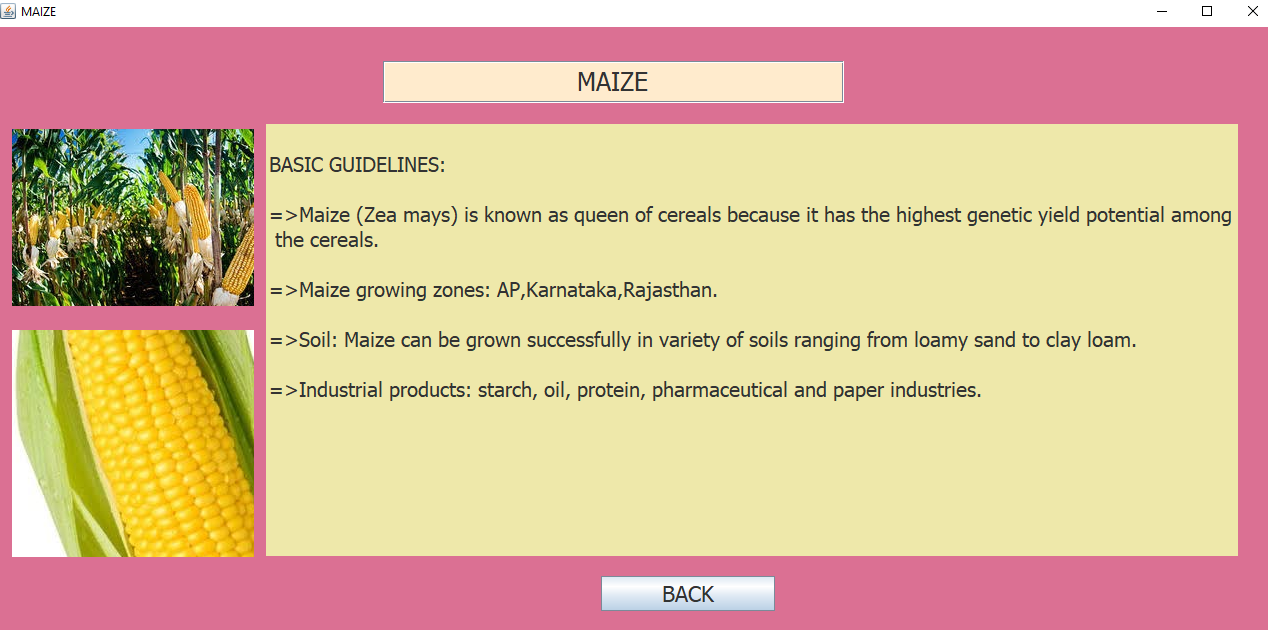 MAIZE
MAIZE
BASIC GUIDELINES:
=>Maize (Zea mays) is known as queen of cereals because it has the highest genetic yield potential among
the cereals.
=>Maize growing zones: AP,Karnataka,Rajasthan.
=>Soil: Maize can be grown successfully in variety of soils ranging from loamy sand to clay loam.
=>Industrial products: starch, oil, protein, pharmaceutical and paper industries.
BACK